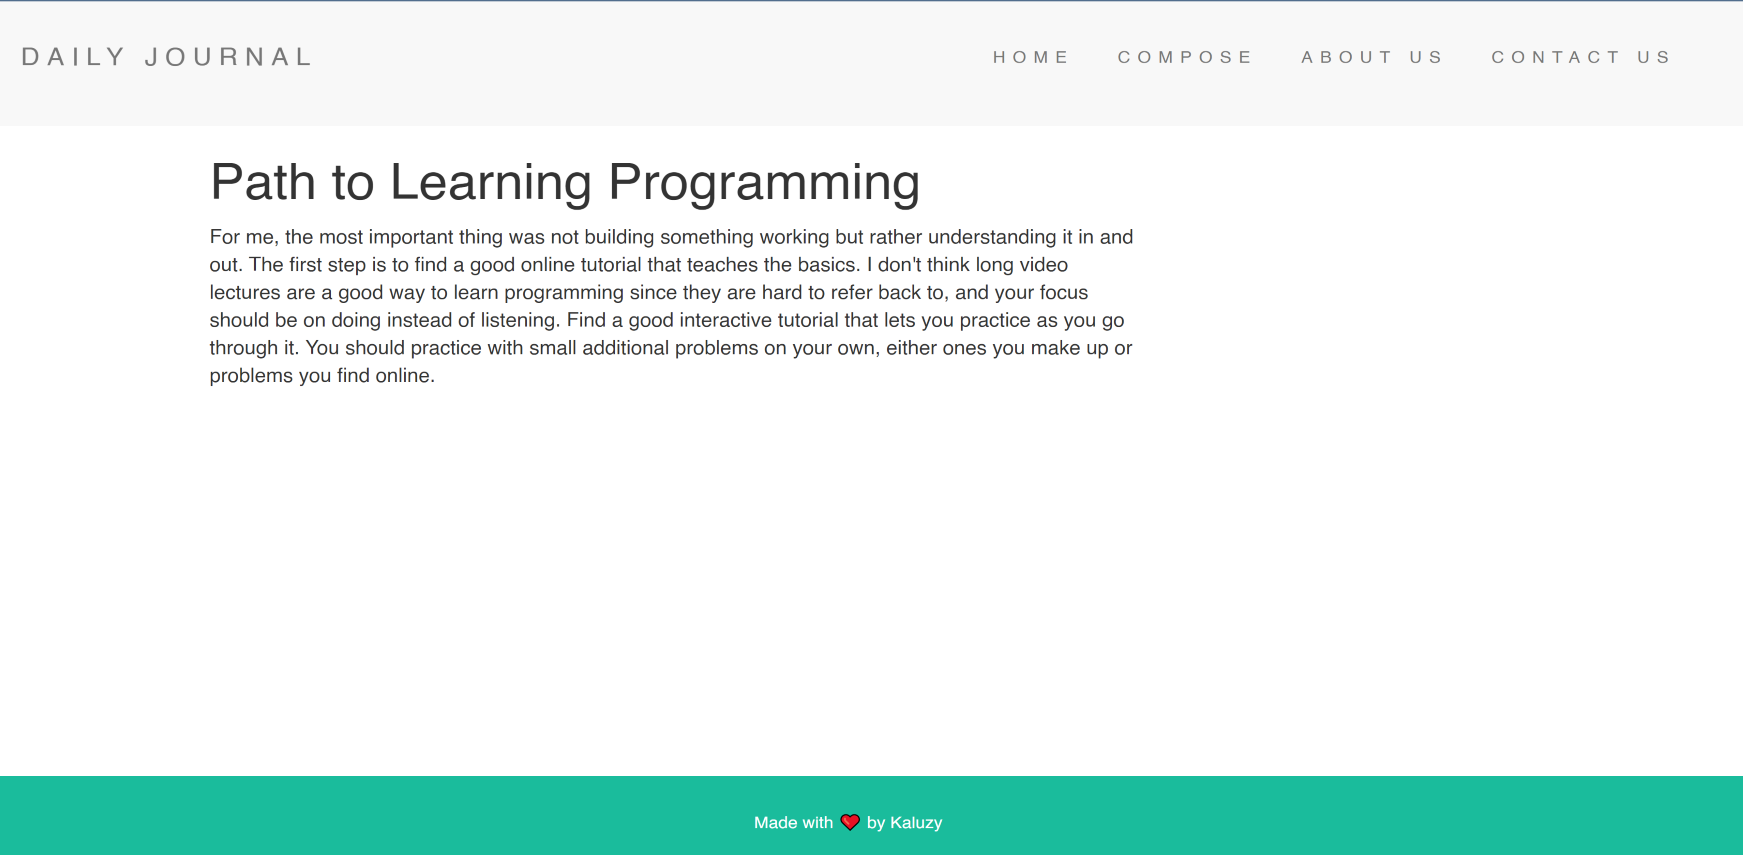 DAILY JOURNAL
HOME COMPOSE ABOUT US CONTACT US
Path to Learning Programming
For me, the most important thing was not building something working but rather understanding it in and
out. The first step is to find a good online tutorial that teaches the basics. I don't think long video
lectures are a good way to learn programming since they are hard to refer back to, and your focus
should be on doing instead of listening. Find a good interactive tutorial that lets you practice as you go
through it. You should practice with small additional problems on your own, either ones you make up or
problems you find online.
Made with ❤️ by Kaluzy